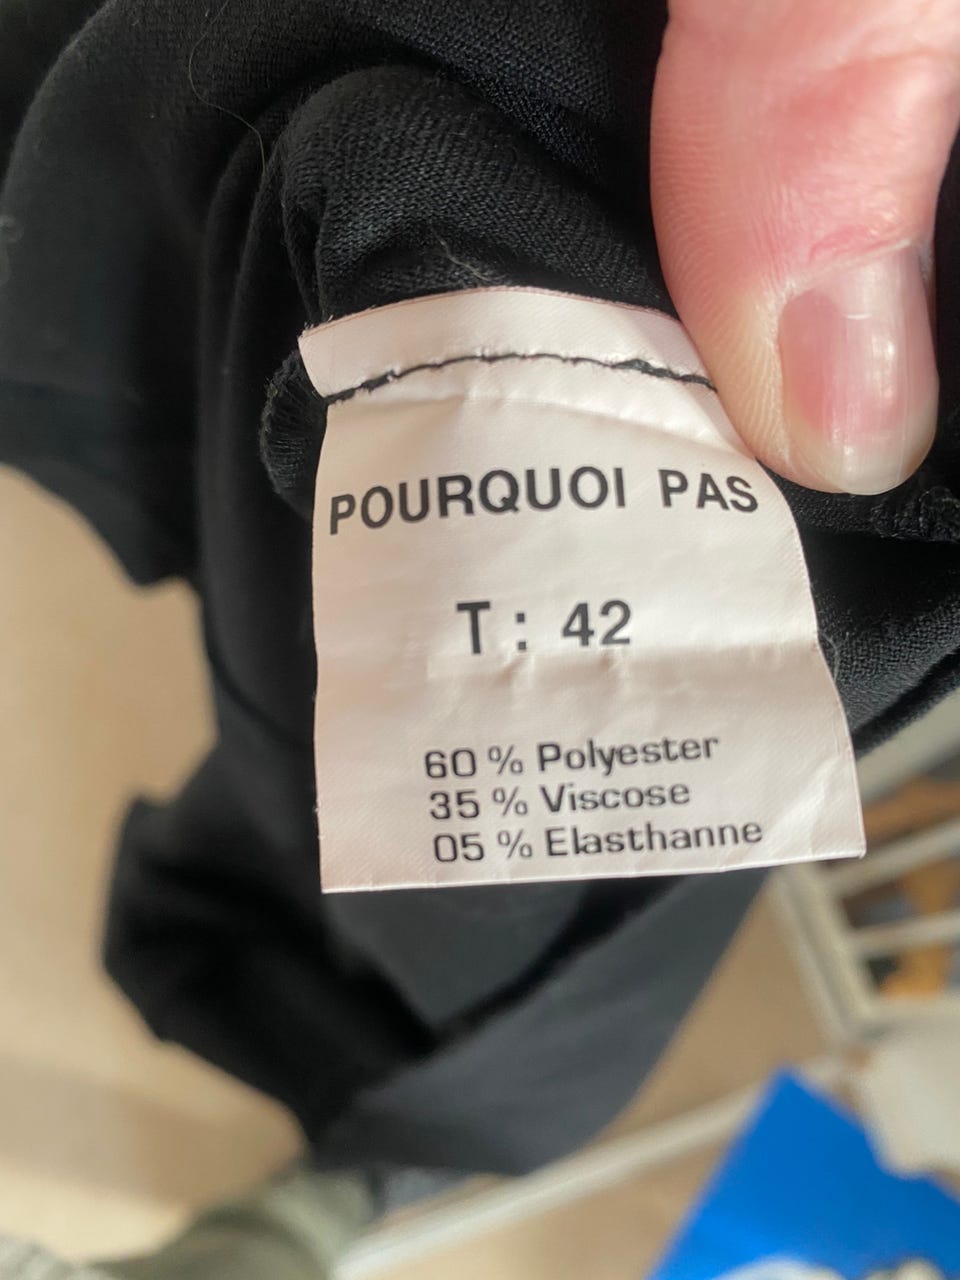 POURQUOI PAS
T: 42
60 % Polyester
35 % Viscose
05 % Elasthanne